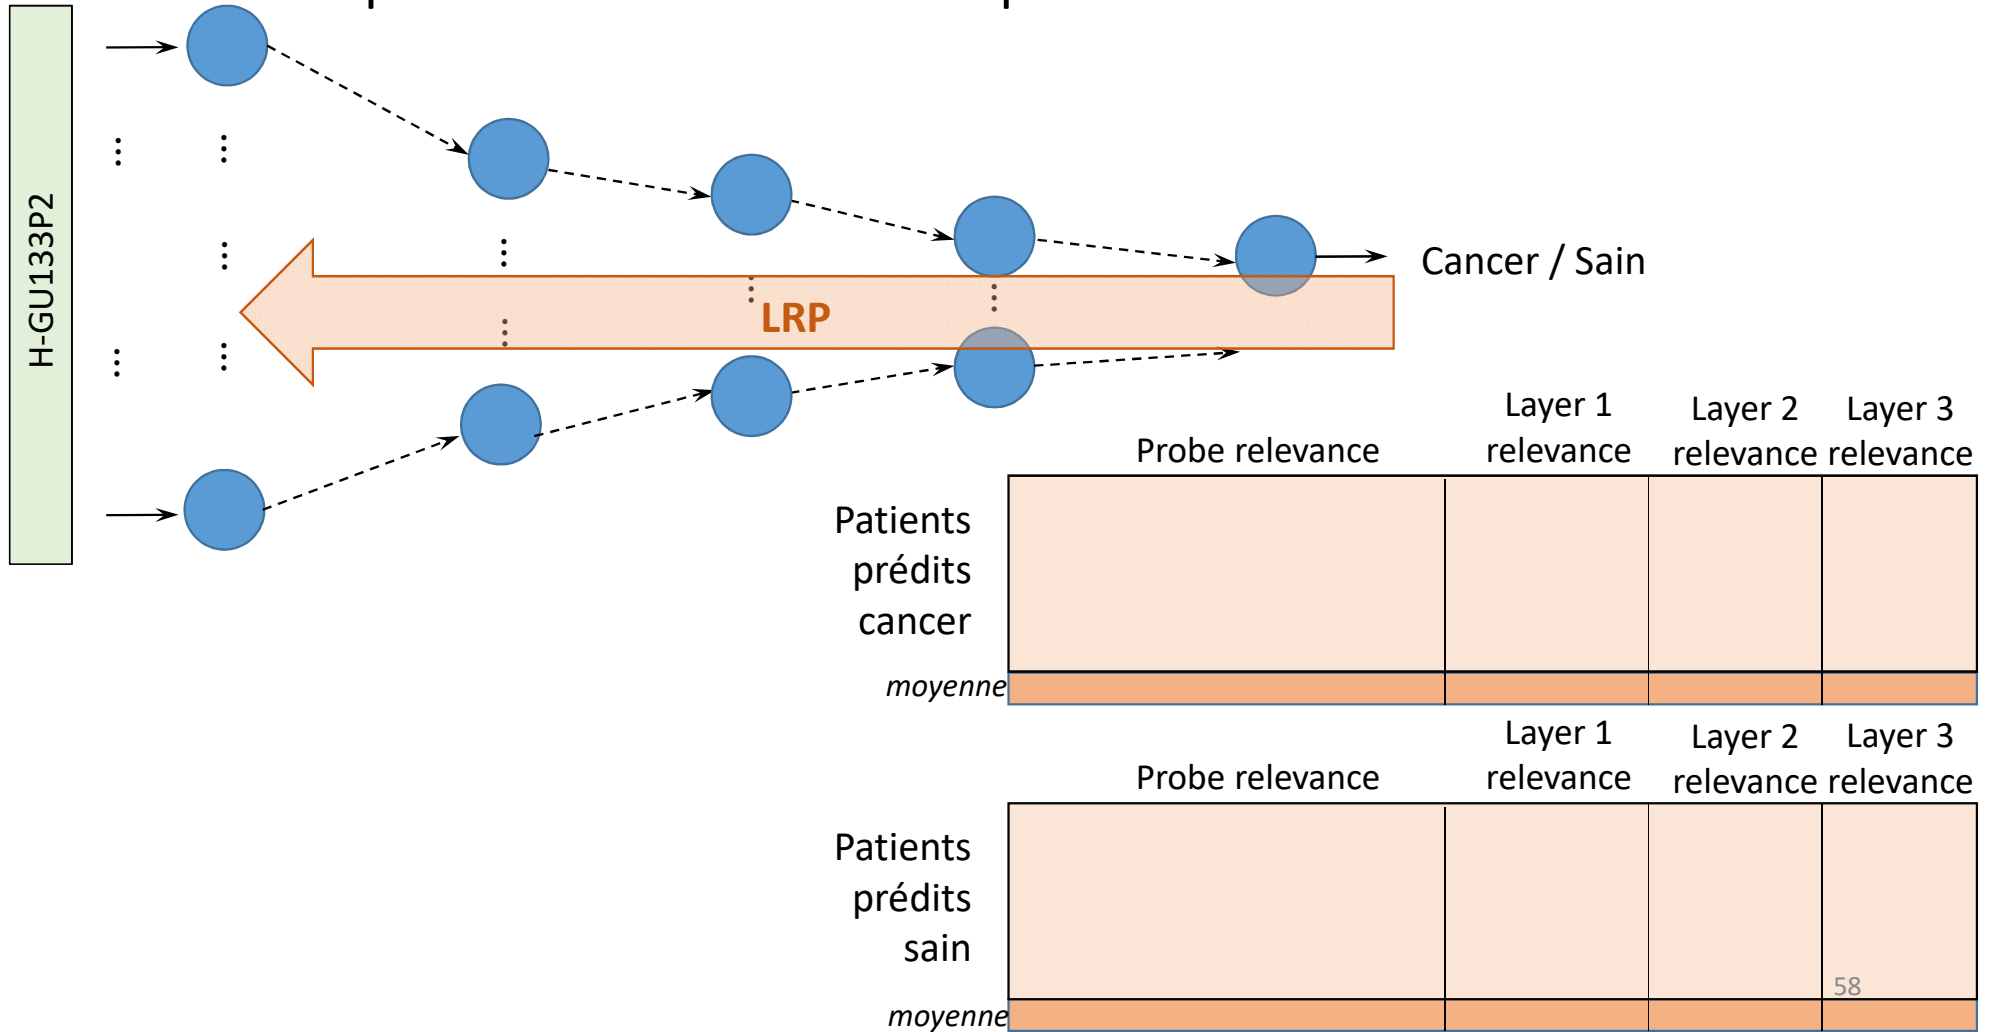 H-GU133P2
Cancer / Sain
LRP
Layer 1
relevance
Layer 2
relevance
Layer 3
relevance
Probe relevance
Patients
prédits
cancer
moyenne
Layer 1
relevance
Layer 2
relevance
Layer 3
relevance
Probe relevance
Patients
prédits
sain
58
moyenne